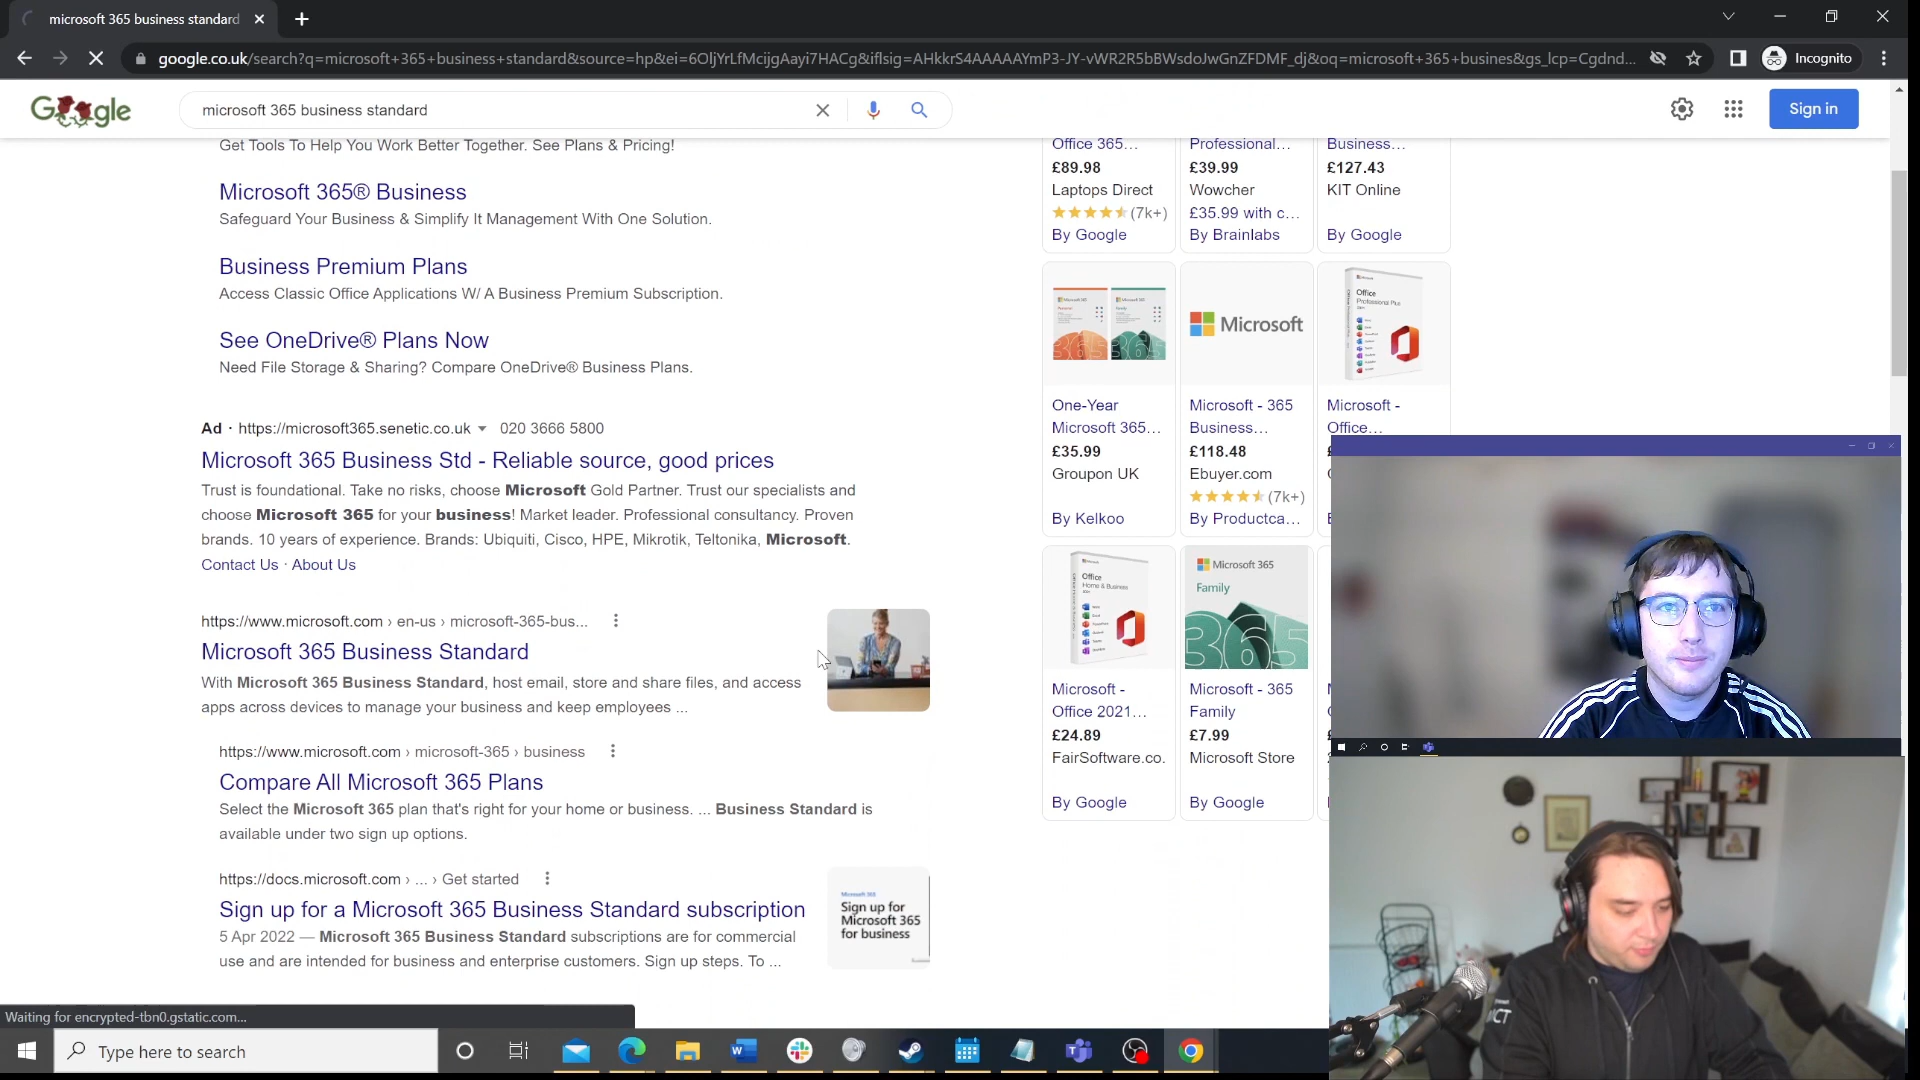 microsoft 365 business standard
google.co.uk/search?q=microsoft+365+business+standard&source=hp&ei=6OljYrLfMcijgAayi7HACg&iflsig=AHkkrS4AAAAAYmP3-JY-vWR2R5bBWsdoJwGnZFDMF_dj&oq=microsoft+365+busines&gs_lcp=Cgdnd...
Incognito
Google
microsoft 365 business standard
Sign in
Get Tools To Help You Work Better Together. See Plans & Pricing!
Microsoft 365® Business
Safeguard Your Business & Simplify It Management With One Solution.
Business Premium Plans
Access Classic Office Applications W/ A Business Premium Subscription.
See OneDrive® Plans Now
Need File Storage & Sharing? Compare OneDrive® Business Plans.
Ad · https://microsoft365.senetic.co.uk 020 3666 5800
Microsoft 365 Business Std - Reliable source, good prices
Trust is foundational. Take no risks, choose Microsoft Gold Partner. Trust our specialists and
choose Microsoft 365 for your business! Market leader. Professional consultancy. Proven
brands. 10 years of experience. Brands: Ubiquiti, Cisco, HPE, Mikrotik, Teltonika, Microsoft.
Contact Us · About Us
https://www.microsoft.com › en-us › microsoft-365-bus...
Microsoft 365 Business Standard
With Microsoft 365 Business Standard, host email, store and share files, and access
apps across devices to manage your business and keep employees ...
https://www.microsoft.com › microsoft-365 › business
Compare All Microsoft 365 Plans
Select the Microsoft 365 plan that's right for your home or business. ... Business Standard is
available under two sign up options.
https://docs.microsoft.com › ... › Get started
Sign up for a Microsoft 365 Business Standard subscription
5 Apr 2022 — Microsoft 365 Business Standard subscriptions are for commercial
use and are intended for business and enterprise customers. Sign up steps. To ...
Microsoft 365
Sign up for
Microsoft 365
for business
Office 365...
£89.98
Laptops Direct
(7k+)
By Google
Professional...
£39.99
Wowcher
£35.99 with c...
By Brainlabs
Business...
£127.43
KIT Online
By Google
365
365
One-Year
Microsoft 365...
£35.99
Groupon UK
By Kelkoo
Microsoft
Microsoft - 365
Business...
£118.48
Ebuyer.com
(7k+)
By Productca...
Office
Professional Plus
Microsoft -
Office...
Office
Home & Business
Microsoft -
Office 2021...
£24.89
FairSoftware.co.
By Google
Microsoft 365
Family
365
Microsoft - 365
Family
£7.99
Microsoft Store
By Google
Waiting for encrypted-tbn0.gstatic.com...
Type here to search